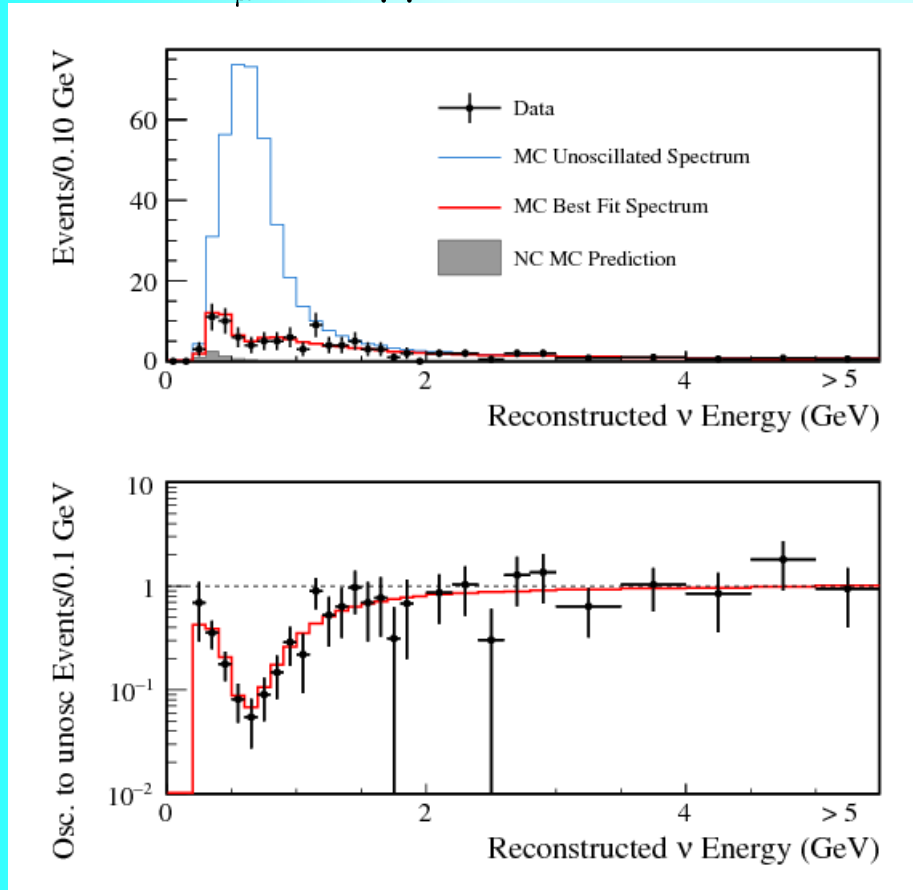 Events/0.10 GeV
60
40
20
0
Data
MC Unoscillated Spectrum
MC Best Fit Spectrum
NC MC Prediction
0
2
4
> 5
Reconstructed ν Energy (GeV)
Osc. to unosc Events/0.1 GeV
10
1
10⁻¹
10⁻²
0
2
4
> 5
Reconstructed ν Energy (GeV)